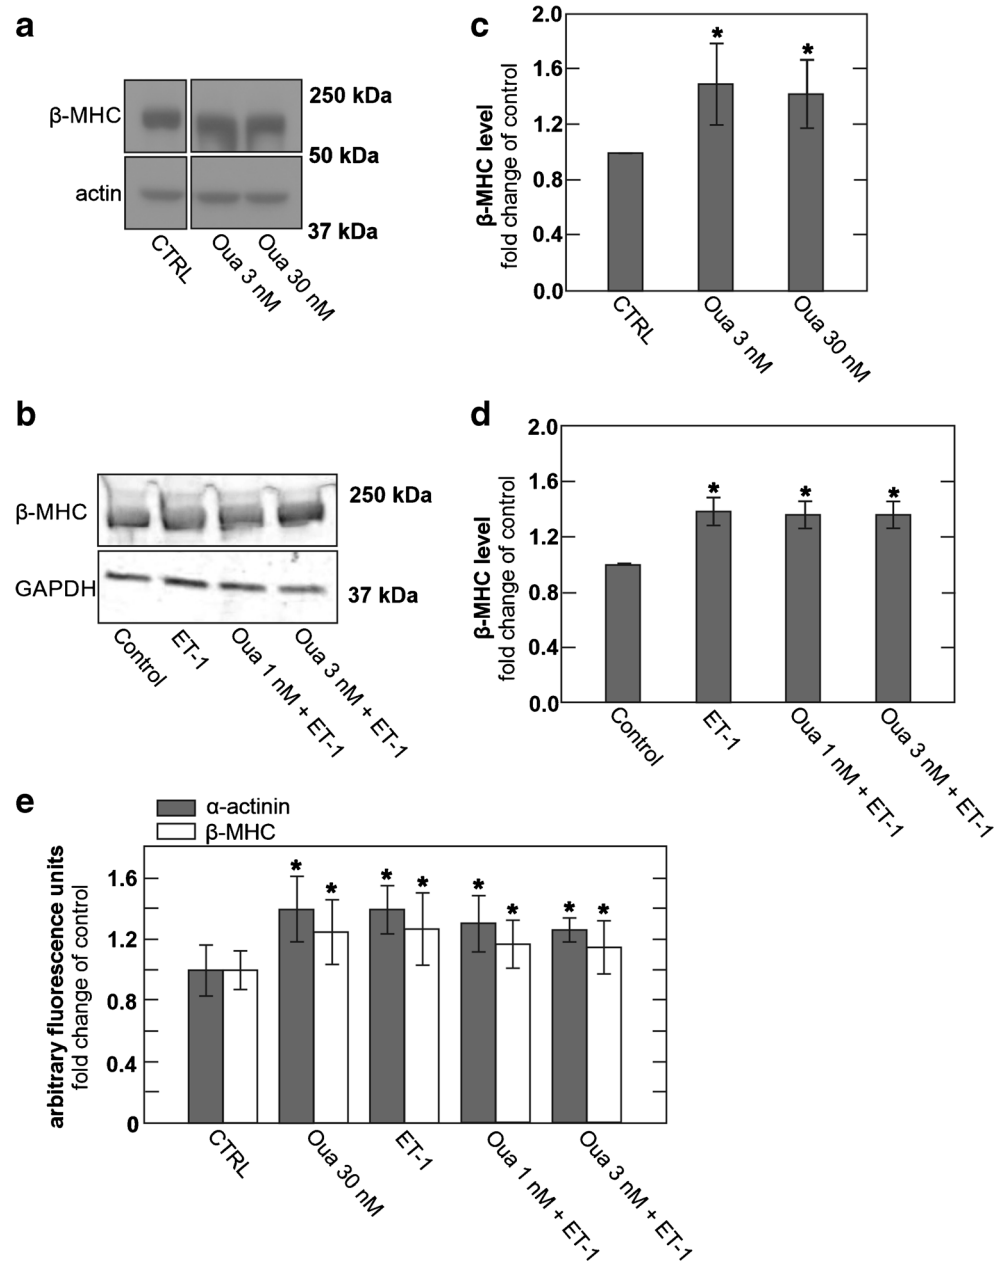 a
β-MHC
250 kDa
50 kDa
actin
37 kDa
CTRL
Oua 3 nM
Oua 30 nM
c
β-MHC level
fold change of control
2.0
1.6
1.2
0.8
0.4
0.0
*
*
CTRL
Oua 3 nM
Oua 30 nM
b
β-MHC
250 kDa
GAPDH
37 kDa
Control
ET-1
Oua 1 nM + ET-1
Oua 3 nM + ET-1
d
β-MHC level
fold change of control
2.0
1.6
1.2
0.8
0.4
0.0
*
*
*
Control
ET-1
Oua 1 nM + ET-1
Oua 3 nM + ET-1
e
α-actinin
β-MHC
arbitrary fluorescence units
fold change of control
1.6
1.2
0.8
0.4
0
*
*
*
*
*
*
*
*
CTRL
Oua 30 nM
ET-1
Oua 1 nM + ET-1
Oua 3 nM + ET-1